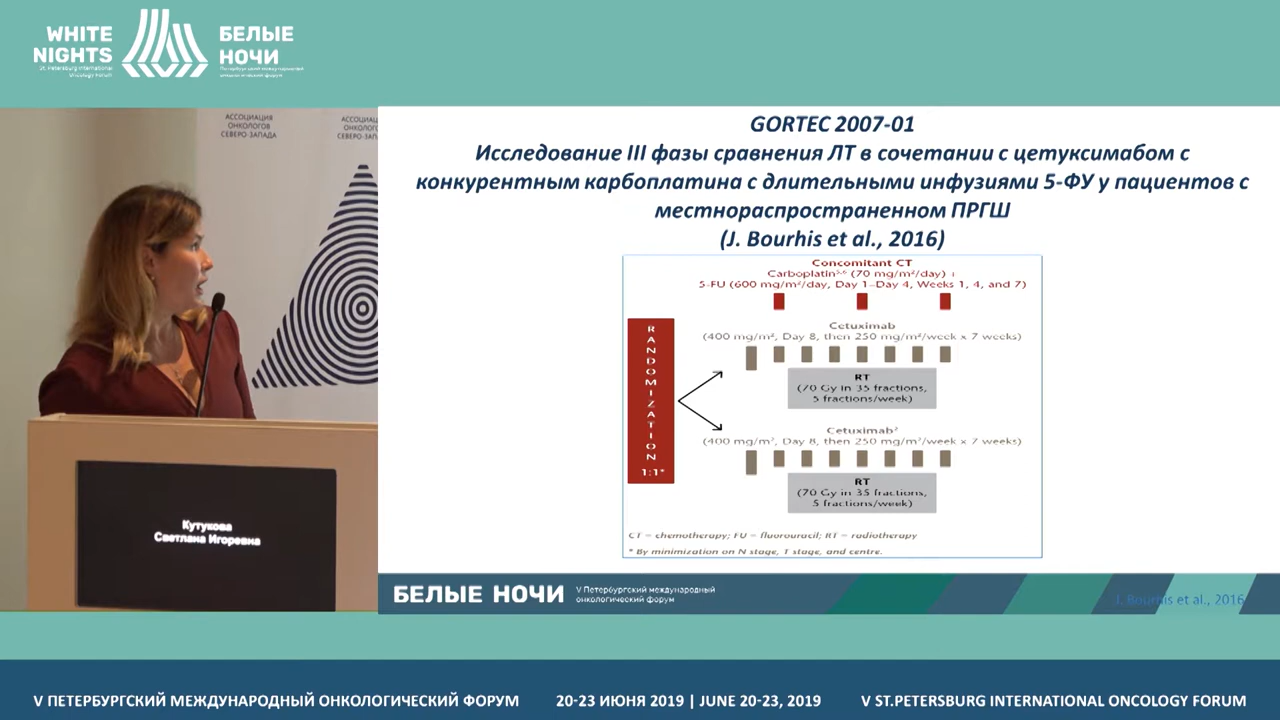 WHITE
NIGHTS
St. Petersburg International
Oncology Forum
БЕЛЫЕ
НОЧИ
Петербургский международный
онкологический форум
АССОЦИАЦИЯ
ОНКОЛОГОВ
СЕВЕРО-ЗАПАДА
АССОЦИАЦ
ОНКОЛОГО
СЕВЕРО-ЗАП
Кутукова
Светлана Игоревна
GORTEC 2007-01
Исследование III фазы сравнения ЛТ в сочетании с цетуксимабом с
конкурентным карбоплатина с длительными инфузиями 5-ФУ у пациентов с
местнораспространенном ПРГШ
(J. Bourhis et al., 2016)
Concomitant CT
Carboplatin⁵·⁶ (70 mg/m²/day) +
5-FU (600 mg/m²/day, Day 1–Day 4, Weeks 1, 4, and 7)
RANDOMIZATION
1:1*
Cetuximab
(400 mg/m², Day 8, then 250 mg/m²/week x 7 weeks)
RT
(70 Gy in 35 fractions,
5 fractions/week)
Cetuximab²
(400 mg/m², Day 8, then 250 mg/m²/week x 7 weeks)
RT
(70 Gy in 35 fractions,
5 fractions/week)
CT = chemotherapy; FU = fluorouracil; RT = radiotherapy
* By minimization on N stage, T stage, and centre.
БЕЛЫЕ НОЧИ
V Петербургский международный
онкологический форум
J. Bourhis et al., 2016
V ПЕТЕРБУРГСКИЙ МЕЖДУНАРОДНЫЙ ОНКОЛОГИЧЕСКИЙ ФОРУМ
20-23 ИЮНЯ 2019 | JUNE 20-23, 2019
V ST.PETERSBURG INTERNATIONAL ONCOLOGY FORUM